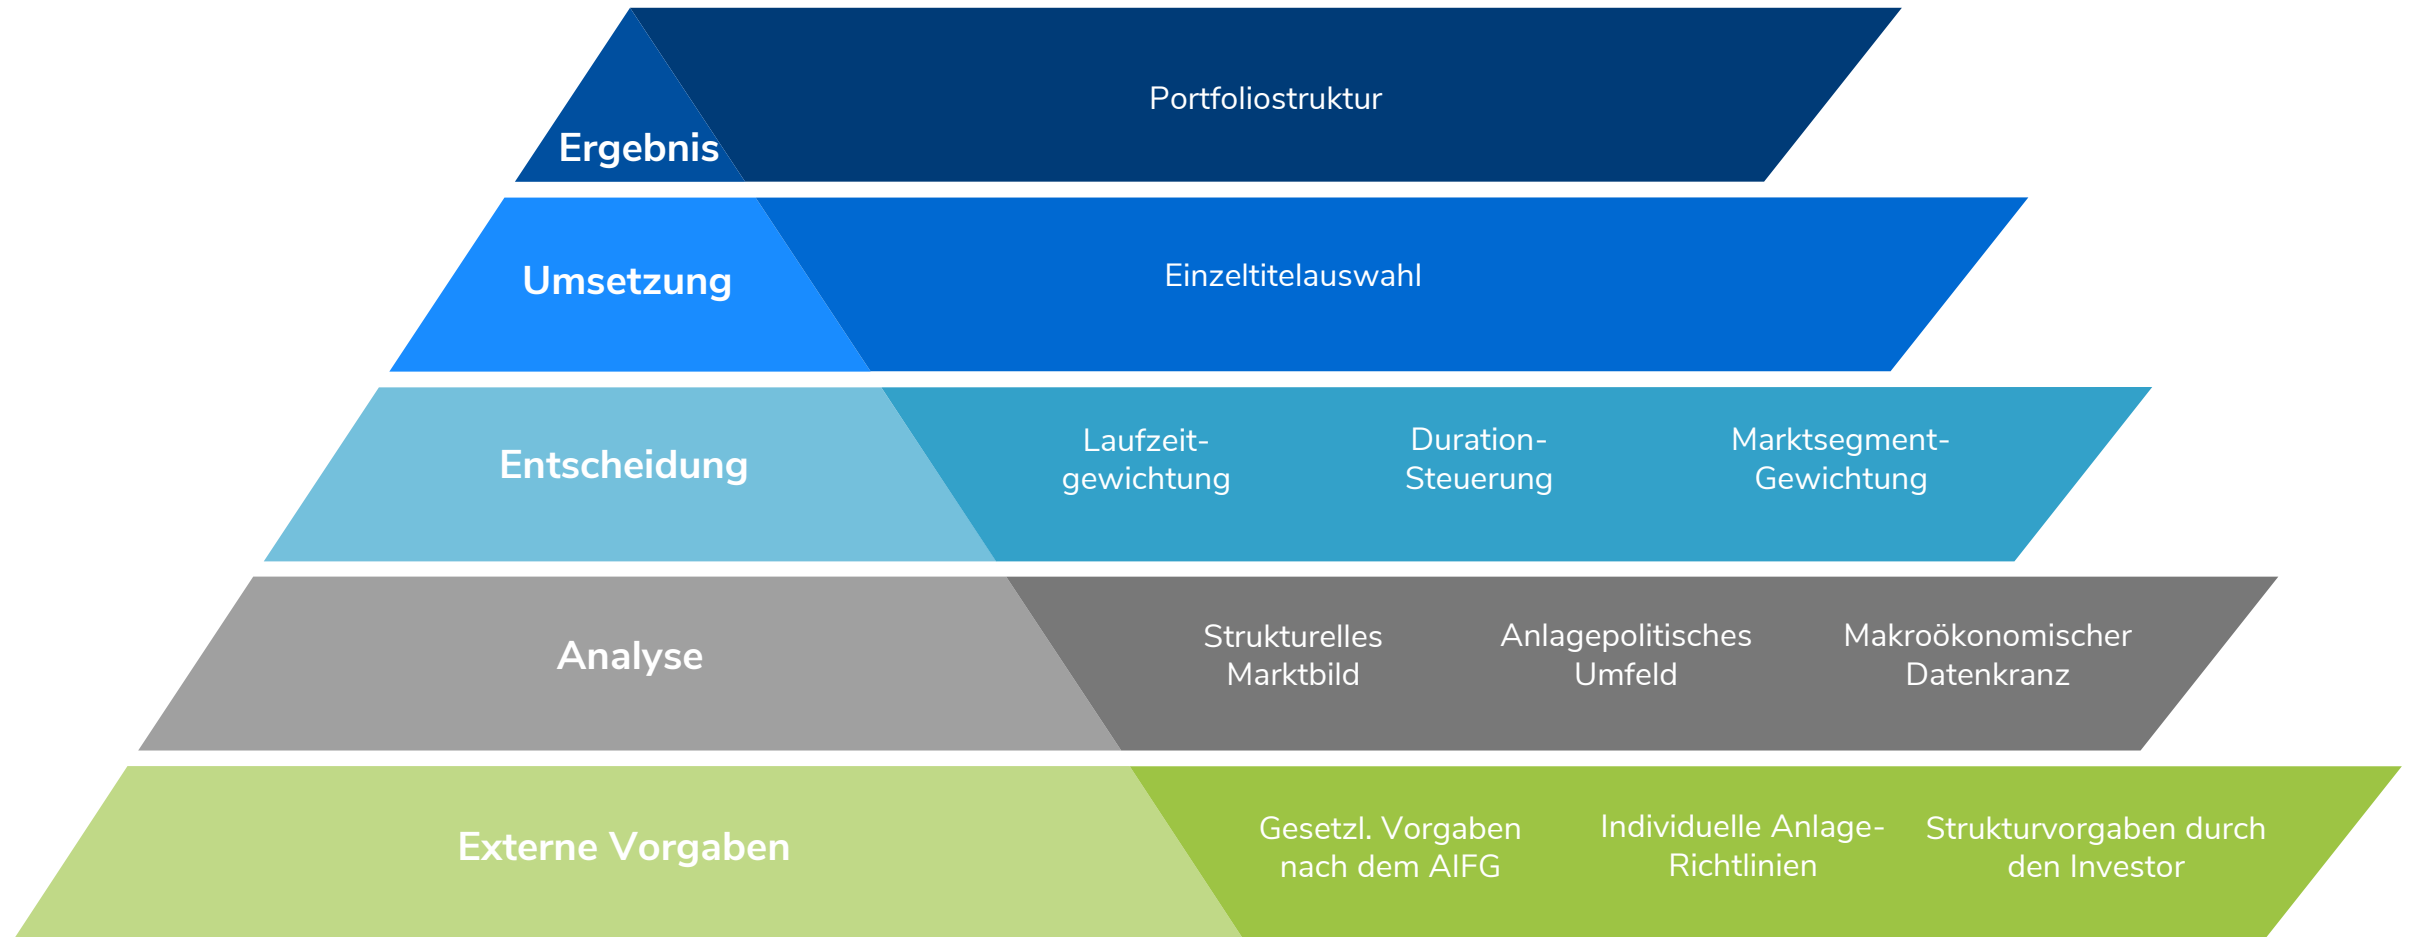 Portfoliostruktur
Ergebnis
Umsetzung
Einzeltitelauswahl
Entscheidung
Laufzeit-
gewichtung
Duration-
Steuerung
Marktsegment-
Gewichtung
Analyse
Strukturelles
Marktbild
Anlagepolitisches
Umfeld
Makroökonomischer
Datenkranz
Externe Vorgaben
Gesetzl. Vorgaben
nach dem AIFG
Individuelle Anlage-
Richtlinien
Strukturvorgaben durch
den Investor